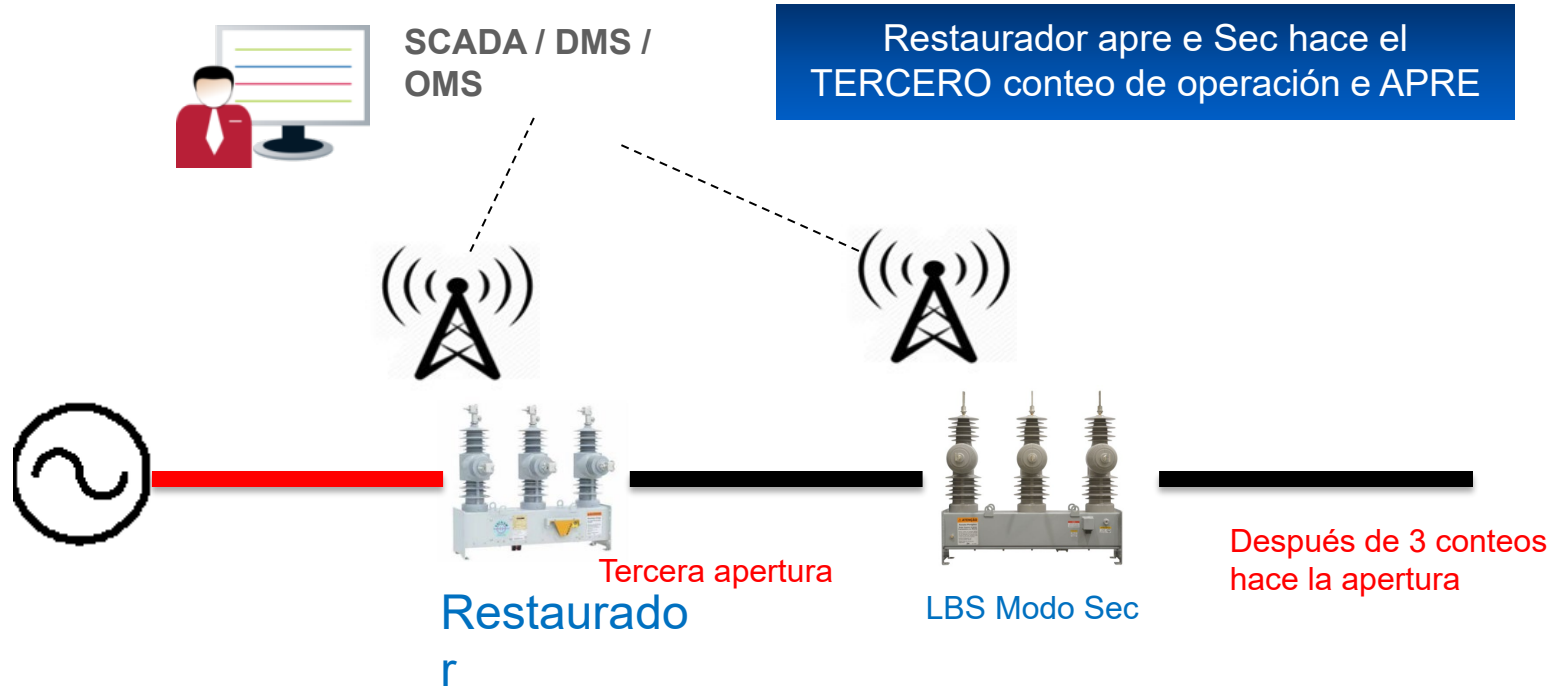 SCADA / DMS /
OMS
Restaurador apre e Sec hace el
TERCERO conteo de operación e APRE
Tercera apertura
Restaurado
r
LBS Modo Sec
Después de 3 conteos
hace la apertura